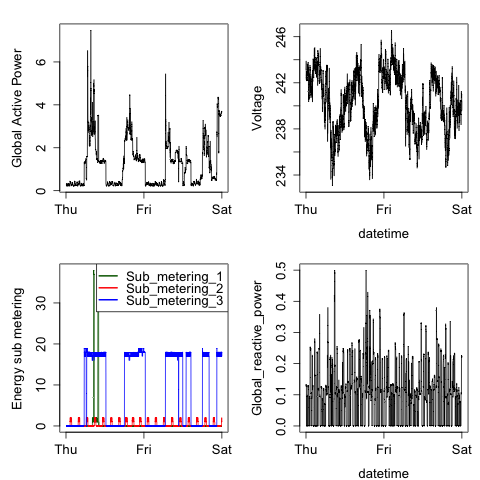 Global Active Power
0 2 4 6
Thu Fri Sat
Voltage
234 238 242 246
Thu Fri Sat
datetime
Energy sub metering
0 10 20 30
Sub_metering_1
Sub_metering_2
Sub_metering_3
Thu Fri Sat
Global_reactive_power
0.0 0.1 0.2 0.3 0.4 0.5
Thu Fri Sat
datetime